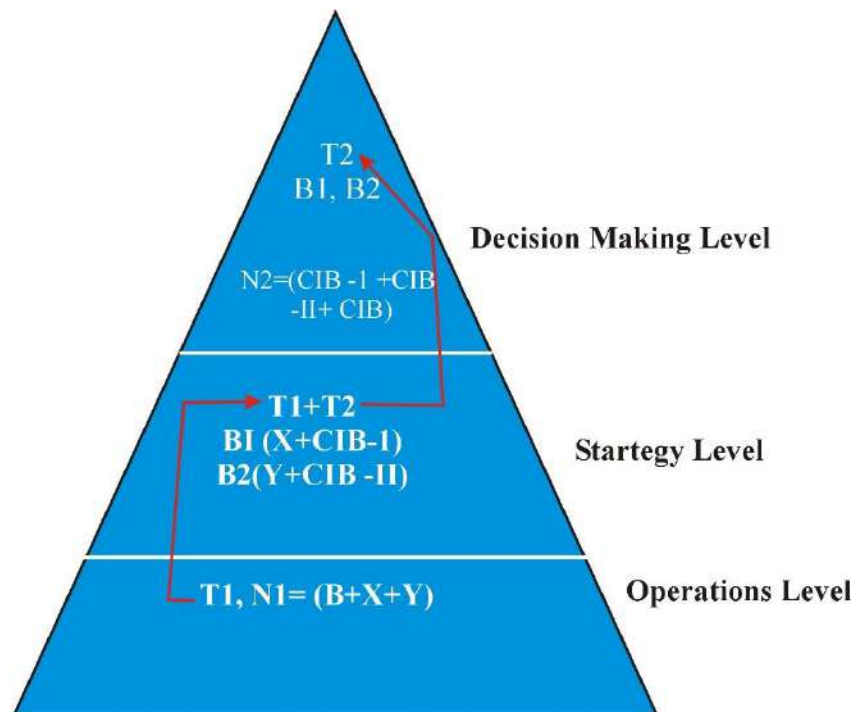 T2
B1, B2
Decision Making Level
N2=(CIB -1 +CIB
-II+ CIB)
T1+T2
BI (X+CIB-1)
B2(Y+CIB -II)
Startegy Level
T1, N1= (B+X+Y)
Operations Level